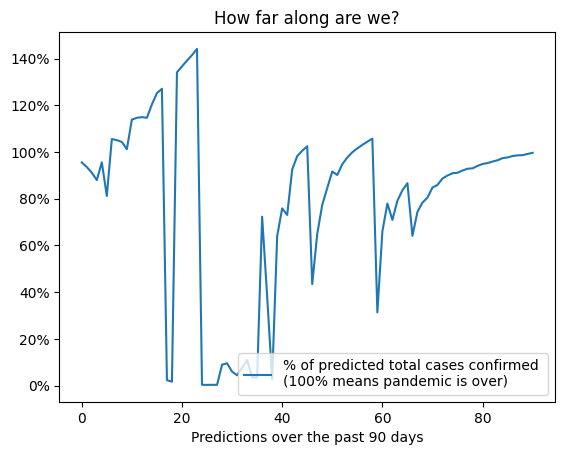 How far along are we?
140%
120%
100%
80%
60%
40%
20%
0%
% of predicted total cases confirmed
(100% means pandemic is over)
0 20 40 60 80
Predictions over the past 90 days